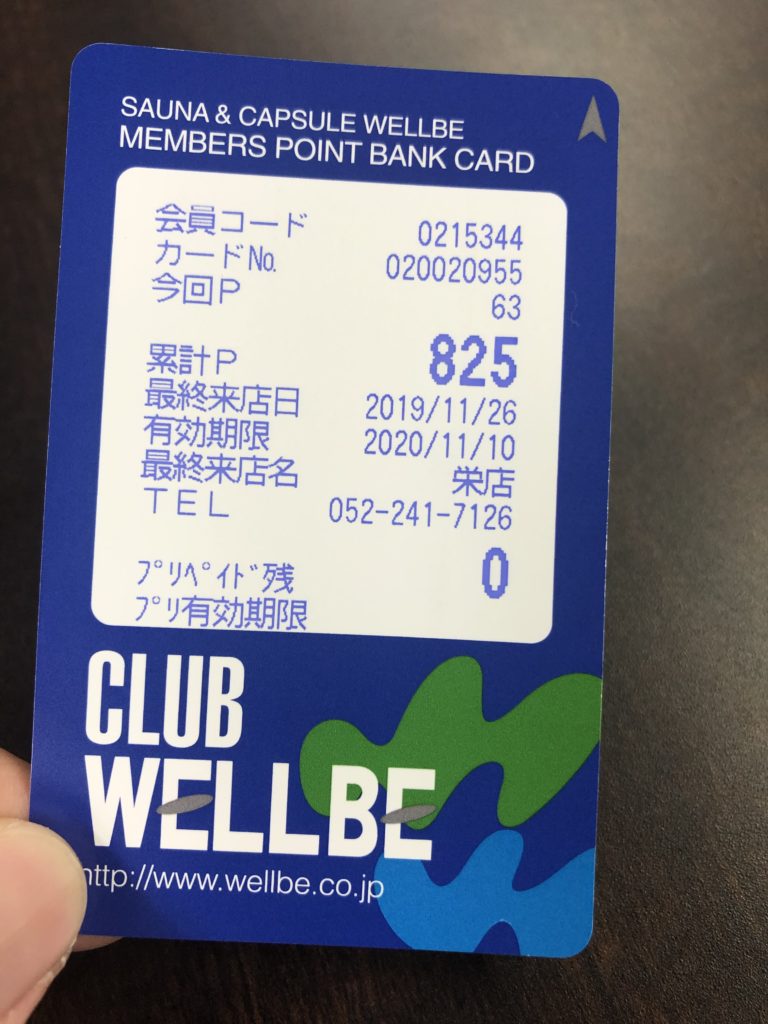 SAUNA & CAPSULE WELLBE
MEMBERS POINT BANK CARD
会員コード 0215344
カード№ 020020955
今回P 63
累計P 825
最終来店日 2019/11/26
有効期限 2020/11/10
最終来店名 栄店
TEL 052-241-7126
ﾌﾟﾘﾍﾟｲﾄﾞ残 0
ﾌﾟﾘ有効期限
CLUB
WELLBE
http://www.wellbe.co.jp